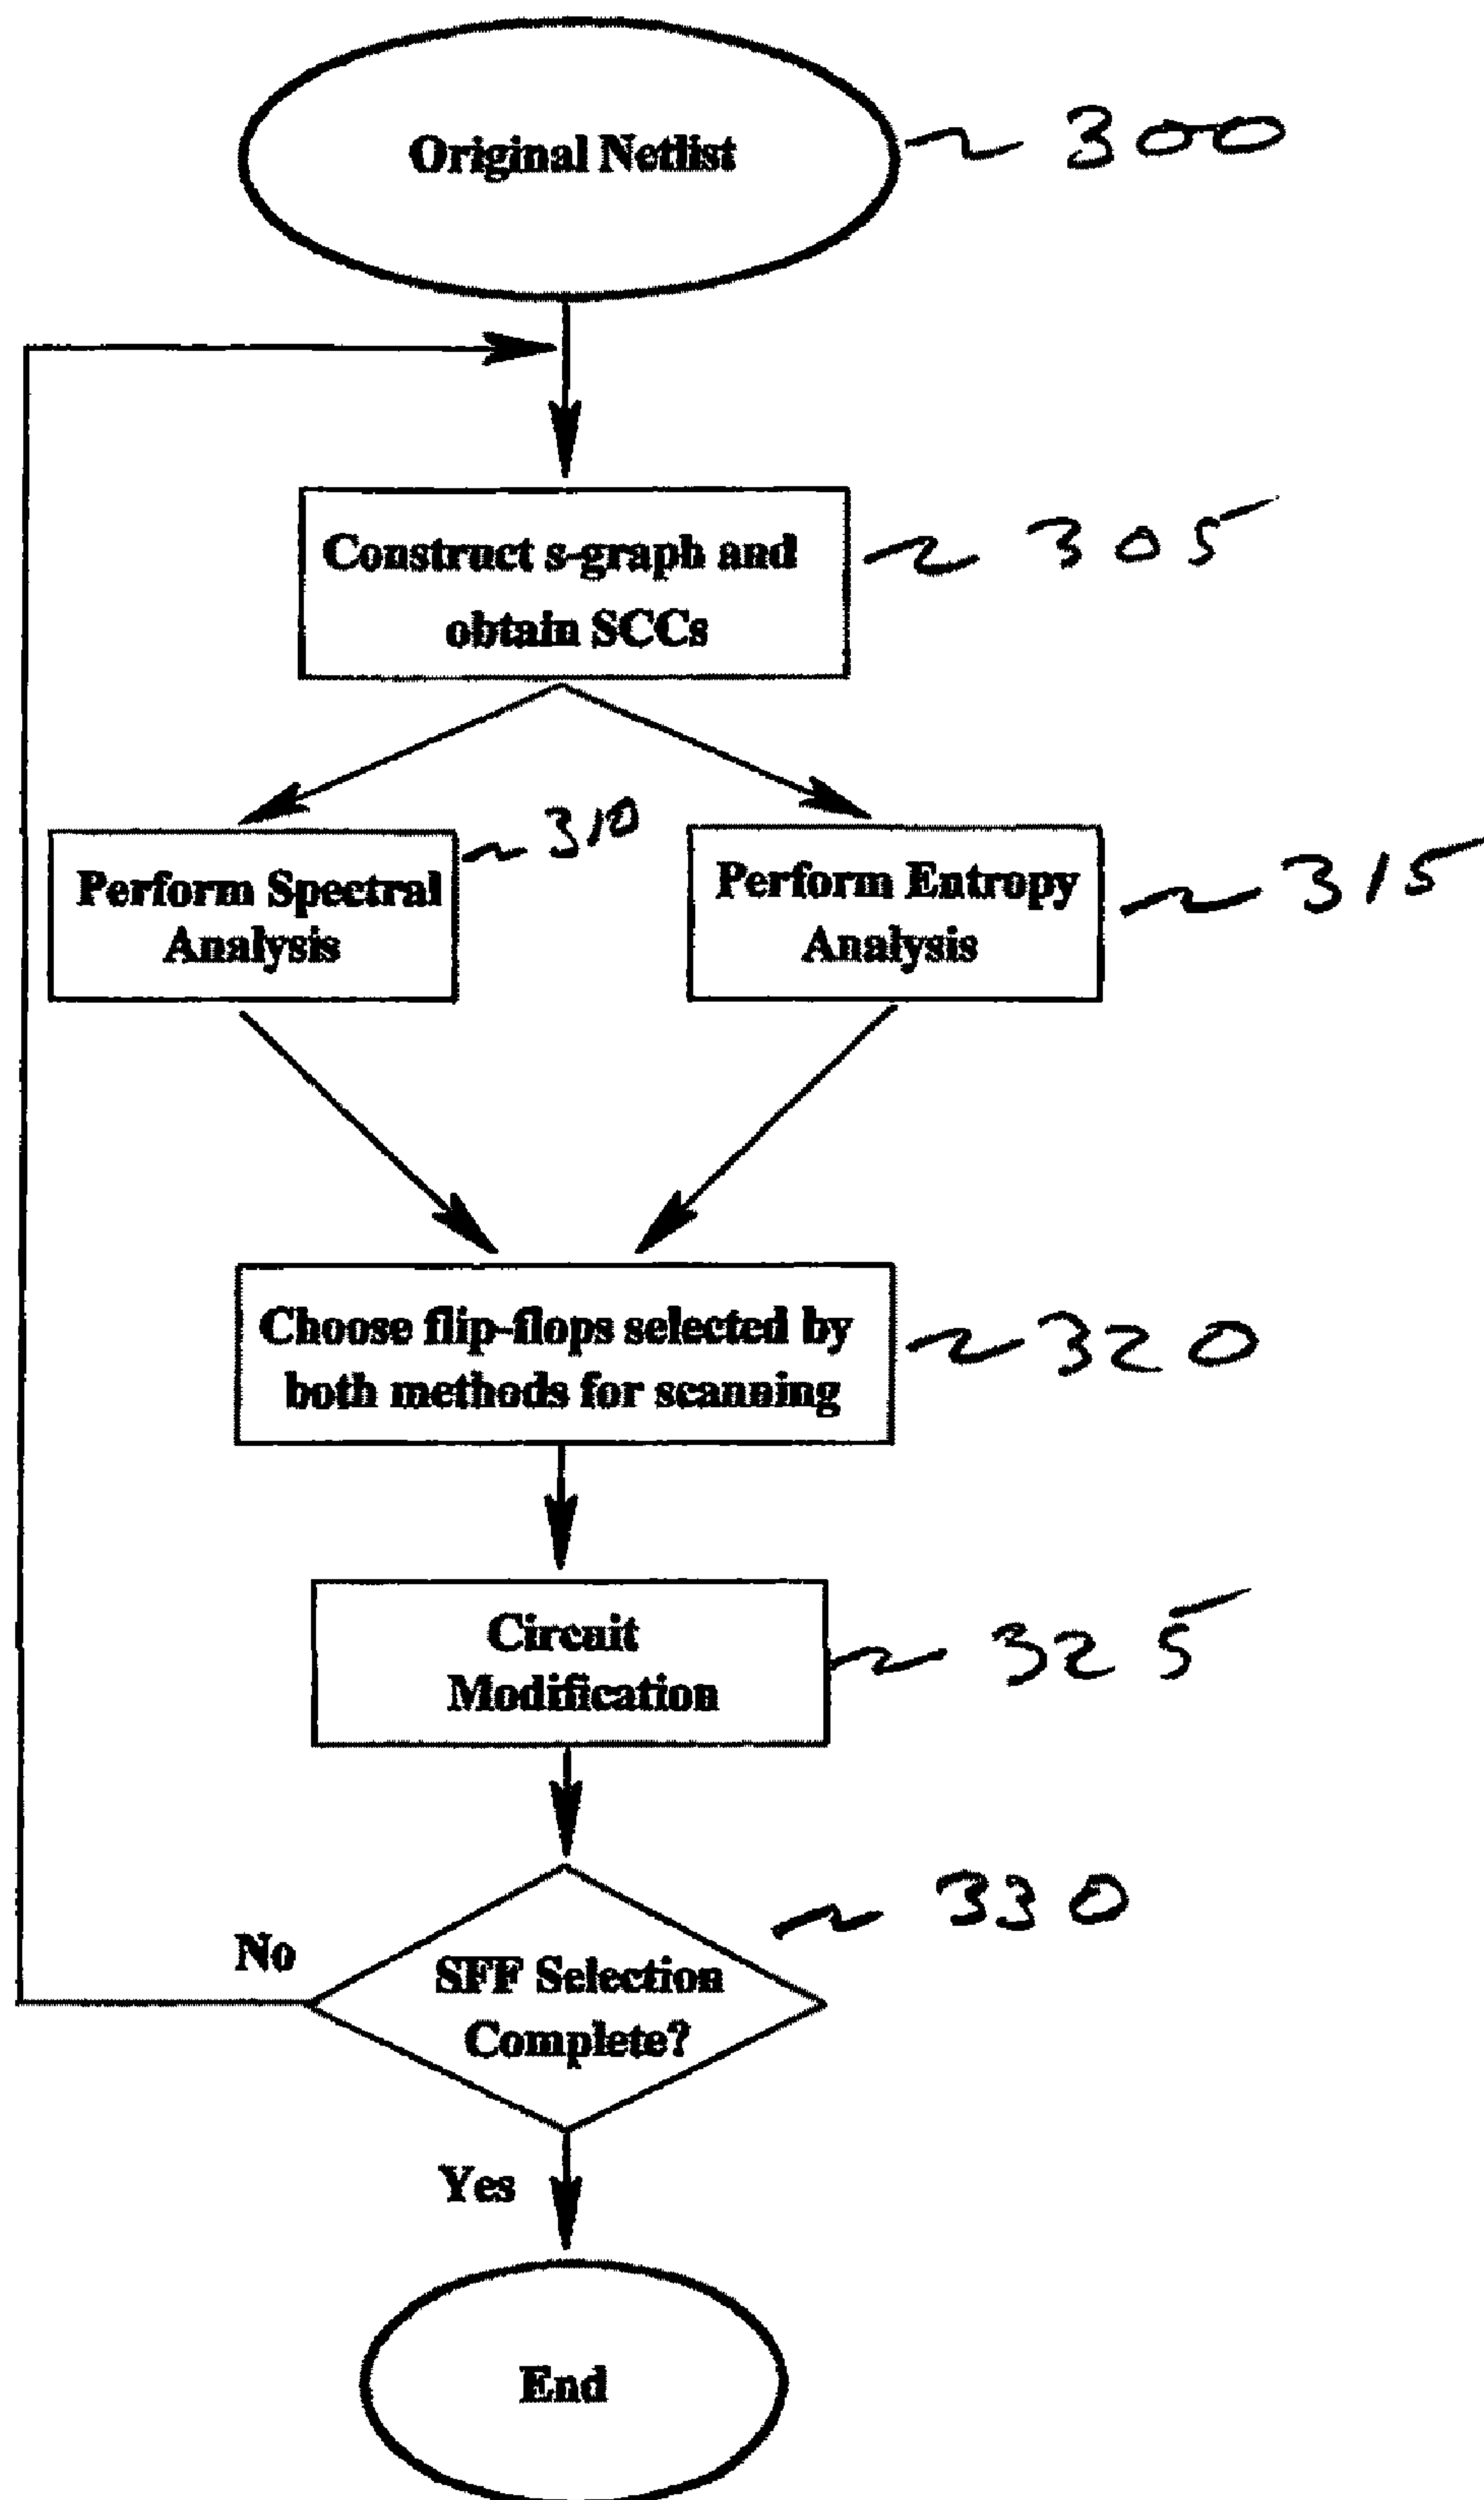 Original Netlist
~ 300
Construct s-graph and
obtain SCCs
~ 305
Perform Spectral
Analysis
~ 310
Perform Entropy
Analysis
~ 315
Choose flip-flops selected by
both methods for scanning
~ 320
Circuit
Modification
~ 325
~ 330
SFF Selection
Complete?
No
Yes
End